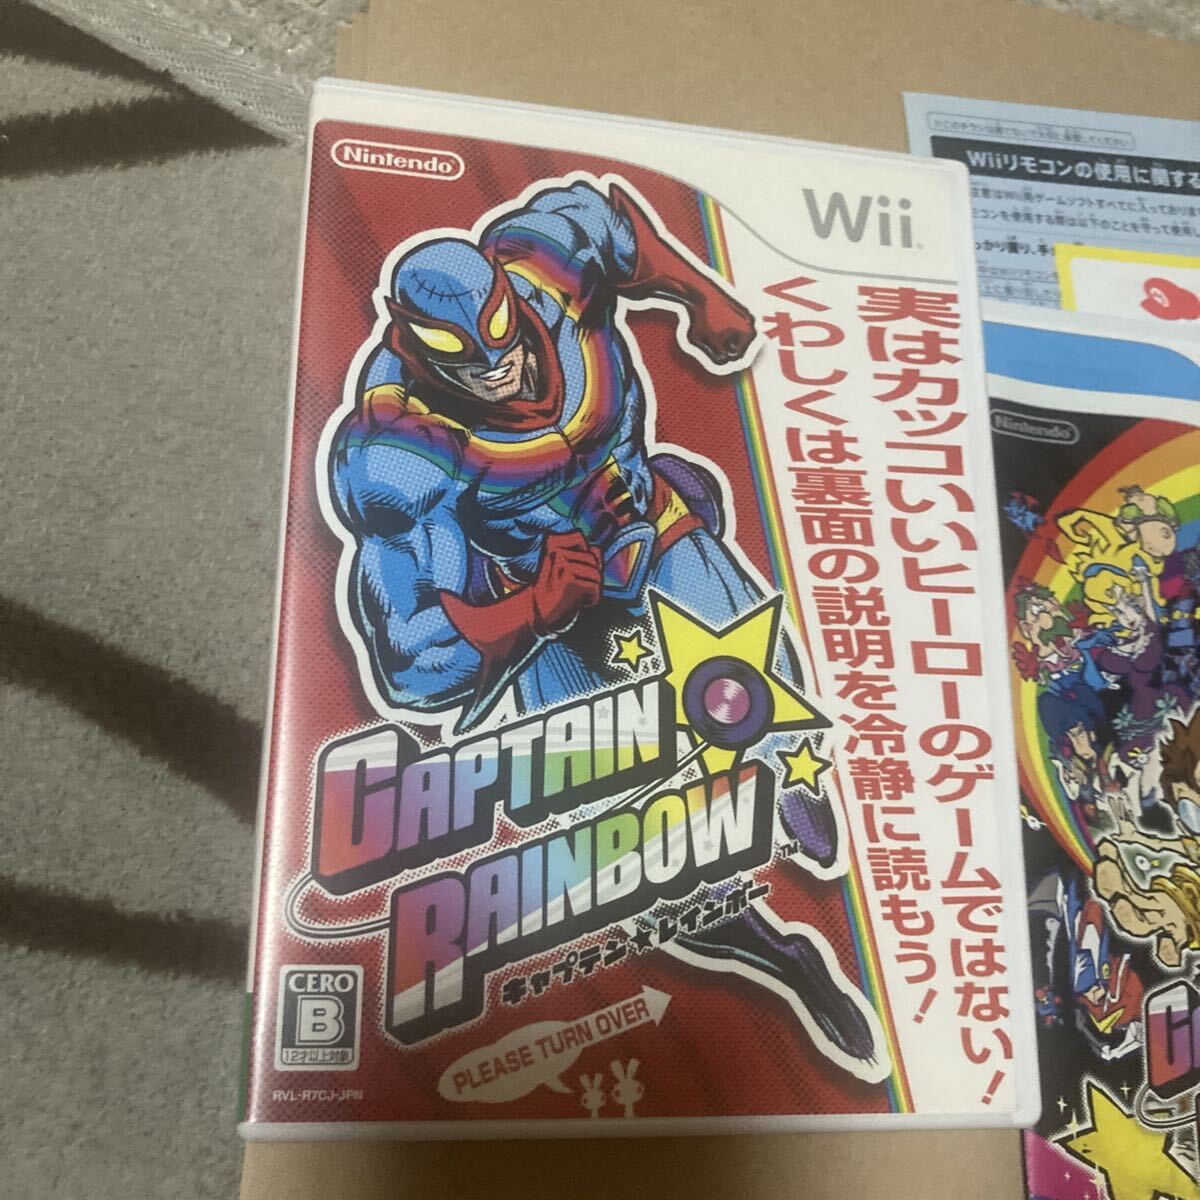 Nintendo
Wii
実はカッコいいヒーローのゲームではない!
くわしくは裏面の説明を冷静に読もう!
CAPTAIN
RAINBOW
TM
キャプテン★レインボー
PLEASE TURN OVER
CERO
B
12才以上対象
RVL-R7CJ-JPN
Wiiリモコンの使用に関する
Nintendo